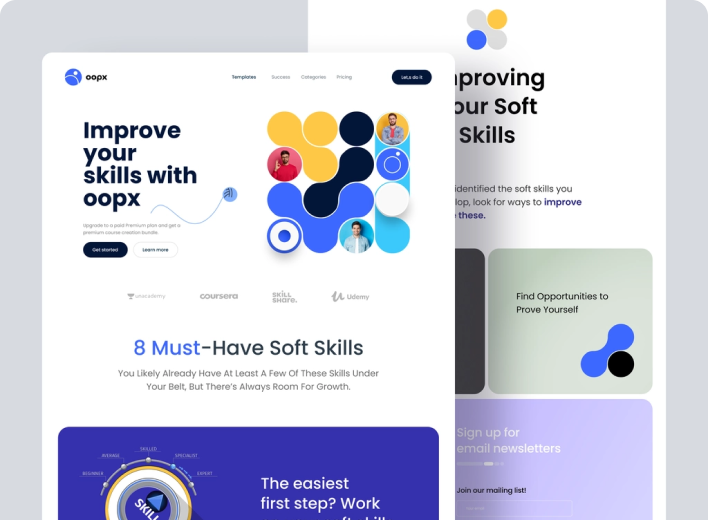 oopx
Templates
Success
Categories
Pricing
Let,s do it
Improve
your
skills with
oopx
Upgrade to a paid fremium plan and get a
premium course creation bundle.
Get started
Learn more
unacademy
coursera
SKILL
SHARE.
Udemy
8 Must-Have Soft Skills
You Likely Already Have At Least A Few Of These Skills Under
Your Belt, But There's Always Room For Growth.
BEGINNER
AVERAGE
SKILLED
SPECIALIST
EXPERT
SKILL
The easiest
first step? Work
proving
our Soft
Skills
identified the soft skills you
lop, look for ways to improve
these.
Find Opportunities to
Prove Yourself
Sign up for
email newsletters
Join our mailing list!